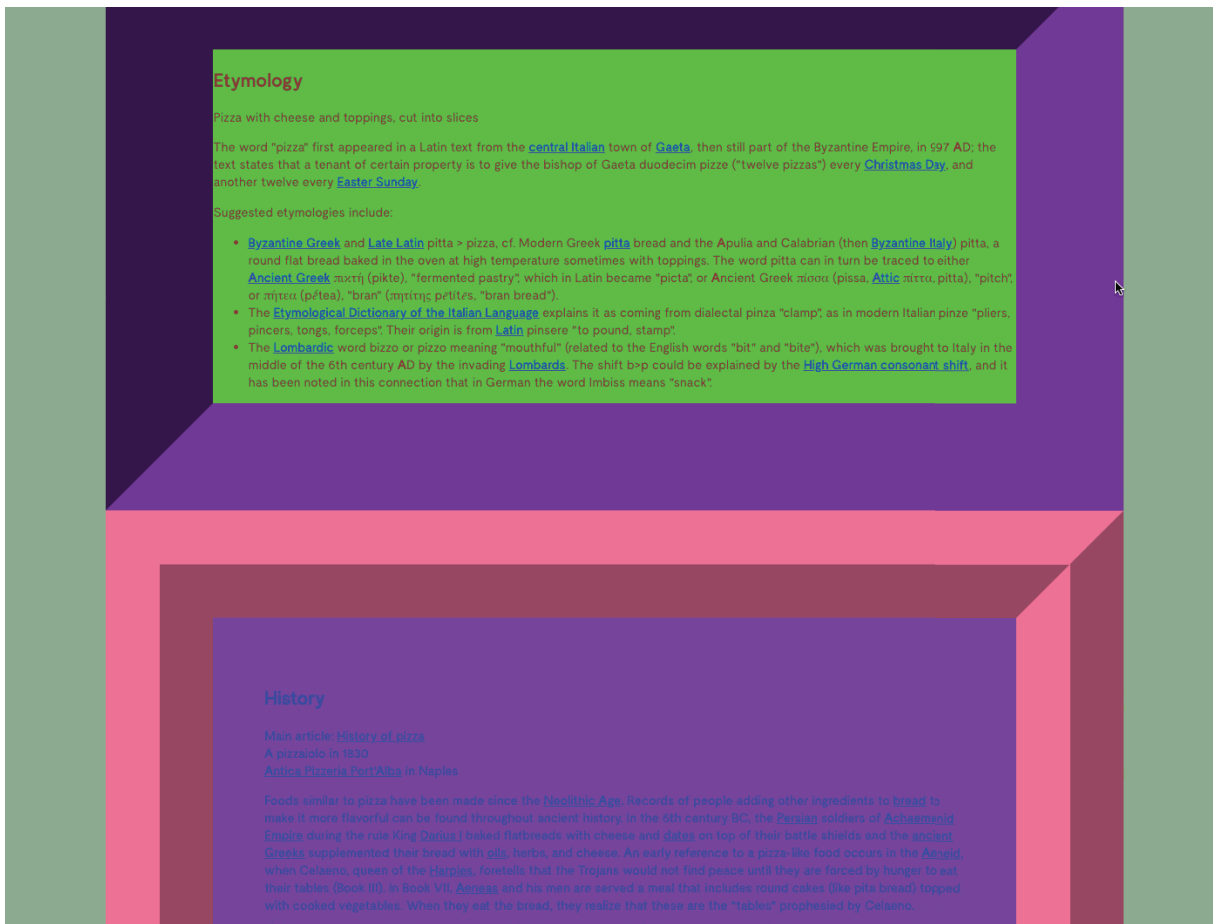 Etymology
Pizza with cheese and toppings, cut into slices
The word "pizza" first appeared in a Latin text from the central Italian town of Gaeta, then still part of the Byzantine Empire, in 997 AD; the
text states that a tenant of certain property is to give the bishop of Gaeta duodecim pizze ("twelve pizzas") every Christmas Day, and
another twelve every Easter Sunday.
Suggested etymologies include:
• Byzantine Greek and Late Latin pitta > pizza, cf. Modern Greek pitta bread and the Apulia and Calabrian (then Byzantine Italy) pitta, a
round flat bread baked in the oven at high temperature sometimes with toppings. The word pitta can in turn be traced to either
Ancient Greek πικτή (pikte), "fermented pastry", which in Latin became "picta", or Ancient Greek πίσσα (pissa, Attic πίττα, pitta), "pitch",
or πήτεα (pḗtea), "bran" (πητίτης pētítēs, "bran bread").
• The Etymological Dictionary of the Italian Language explains it as coming from dialectal pinza "clamp", as in modern Italian pinze "pliers,
pincers, tongs, forceps". Their origin is from Latin pinsere "to pound, stamp".
• The Lombardic word bizzo or pizzo meaning "mouthful" (related to the English words "bit" and "bite"), which was brought to Italy in the
middle of the 6th century AD by the invading Lombards. The shift b>p could be explained by the High German consonant shift, and it
has been noted in this connection that in German the word Imbiss means "snack".
History
Main article: History of pizza
A pizzaiolo in 1830
Antica Pizzeria Port'Alba in Naples
Foods similar to pizza have been made since the Neolithic Age. Records of people adding other ingredients to bread to
make it more flavorful can be found throughout ancient history. In the 6th century BC, the Persian soldiers of Achaemenid
Empire during the rule King Darius I baked flatbreads with cheese and dates on top of their battle shields and the ancient
Greeks supplemented their bread with oils, herbs, and cheese. An early reference to a pizza-like food occurs in the Aeneid,
when Celaeno, queen of the Harpies, foretells that the Trojans would not find peace until they are forced by hunger to eat
their tables (Book III). In Book VII, Aeneas and his men are served a meal that includes round cakes (like pita bread) topped
with cooked vegetables. When they eat the bread, they realize that these are the "tables" prophesied by Celaeno.